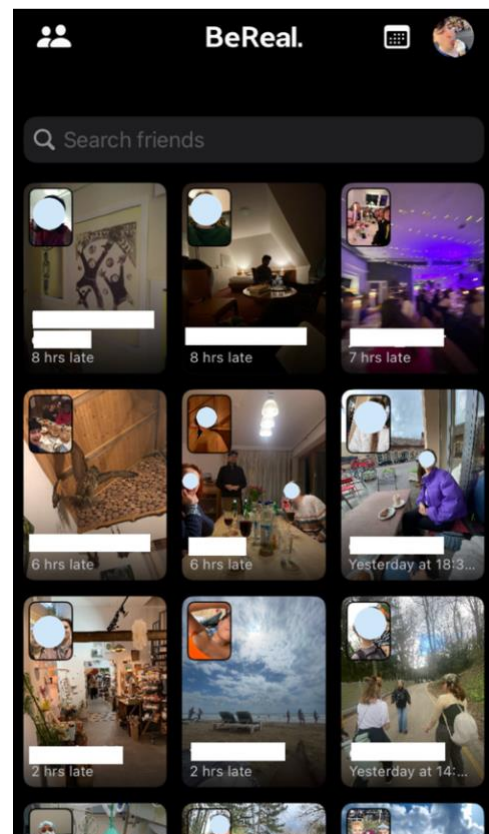 BeReal.
Search friends
8 hrs late
8 hrs late
7 hrs late
6 hrs late
6 hrs late
Yesterday at 18:3...
2 hrs late
2 hrs late
Yesterday at 14:...